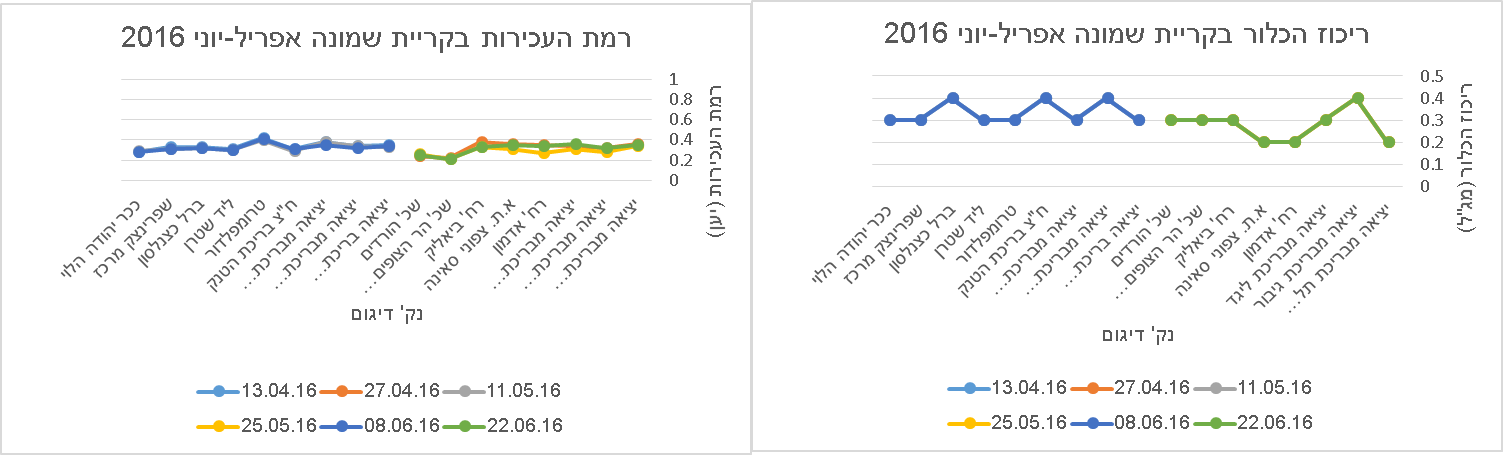 ריכוז הכלור בקריית שמונה אפריל-יוני 2016
ריכוז הכלור (מג"ל)
0.5
0.4
0.3
0.2
0.1
0
ככר יהודה הלוי
שפרינצק מרכז
ברל כצנלסון
ליד שטרן
טרומפלדור
ח"צ בריכת הטנק
יציאה מבריכת...
יציאה מבריכת...
יציאה בריכת...
שכ' הורדים
שכ' הר הצופים...
רח' ביאליק
א.ת. צפוני סאינה
רח' אדמון
יציאה מבריכת ליגד
יציאה מבריכת גיבור
יציאה מבריכת תל...
נק' דיגום
13.04.16
27.04.16
11.05.16
25.05.16
08.06.16
22.06.16
רמת העכירות בקריית שמונה אפריל-יוני 2016
רמת העכירות (יען)
1
0.8
0.6
0.4
0.2
0
ככר יהודה הלוי
שפרינצק מרכז
ברל כצנלסון
ליד שטרן
טרומפלדור
ח"צ בריכת הטנק
יציאה מבריכת...
יציאה מבריכת...
יציאה בריכת...
שכ' הורדים
שכ' הר הצופים...
רח' ביאליק
א.ת. צפוני סאינה
רח' אדמון
יציאה מבריכת...
יציאה מבריכת...
יציאה מבריכת...
נק' דיגום
13.04.16
27.04.16
11.05.16
25.05.16
08.06.16
22.06.16